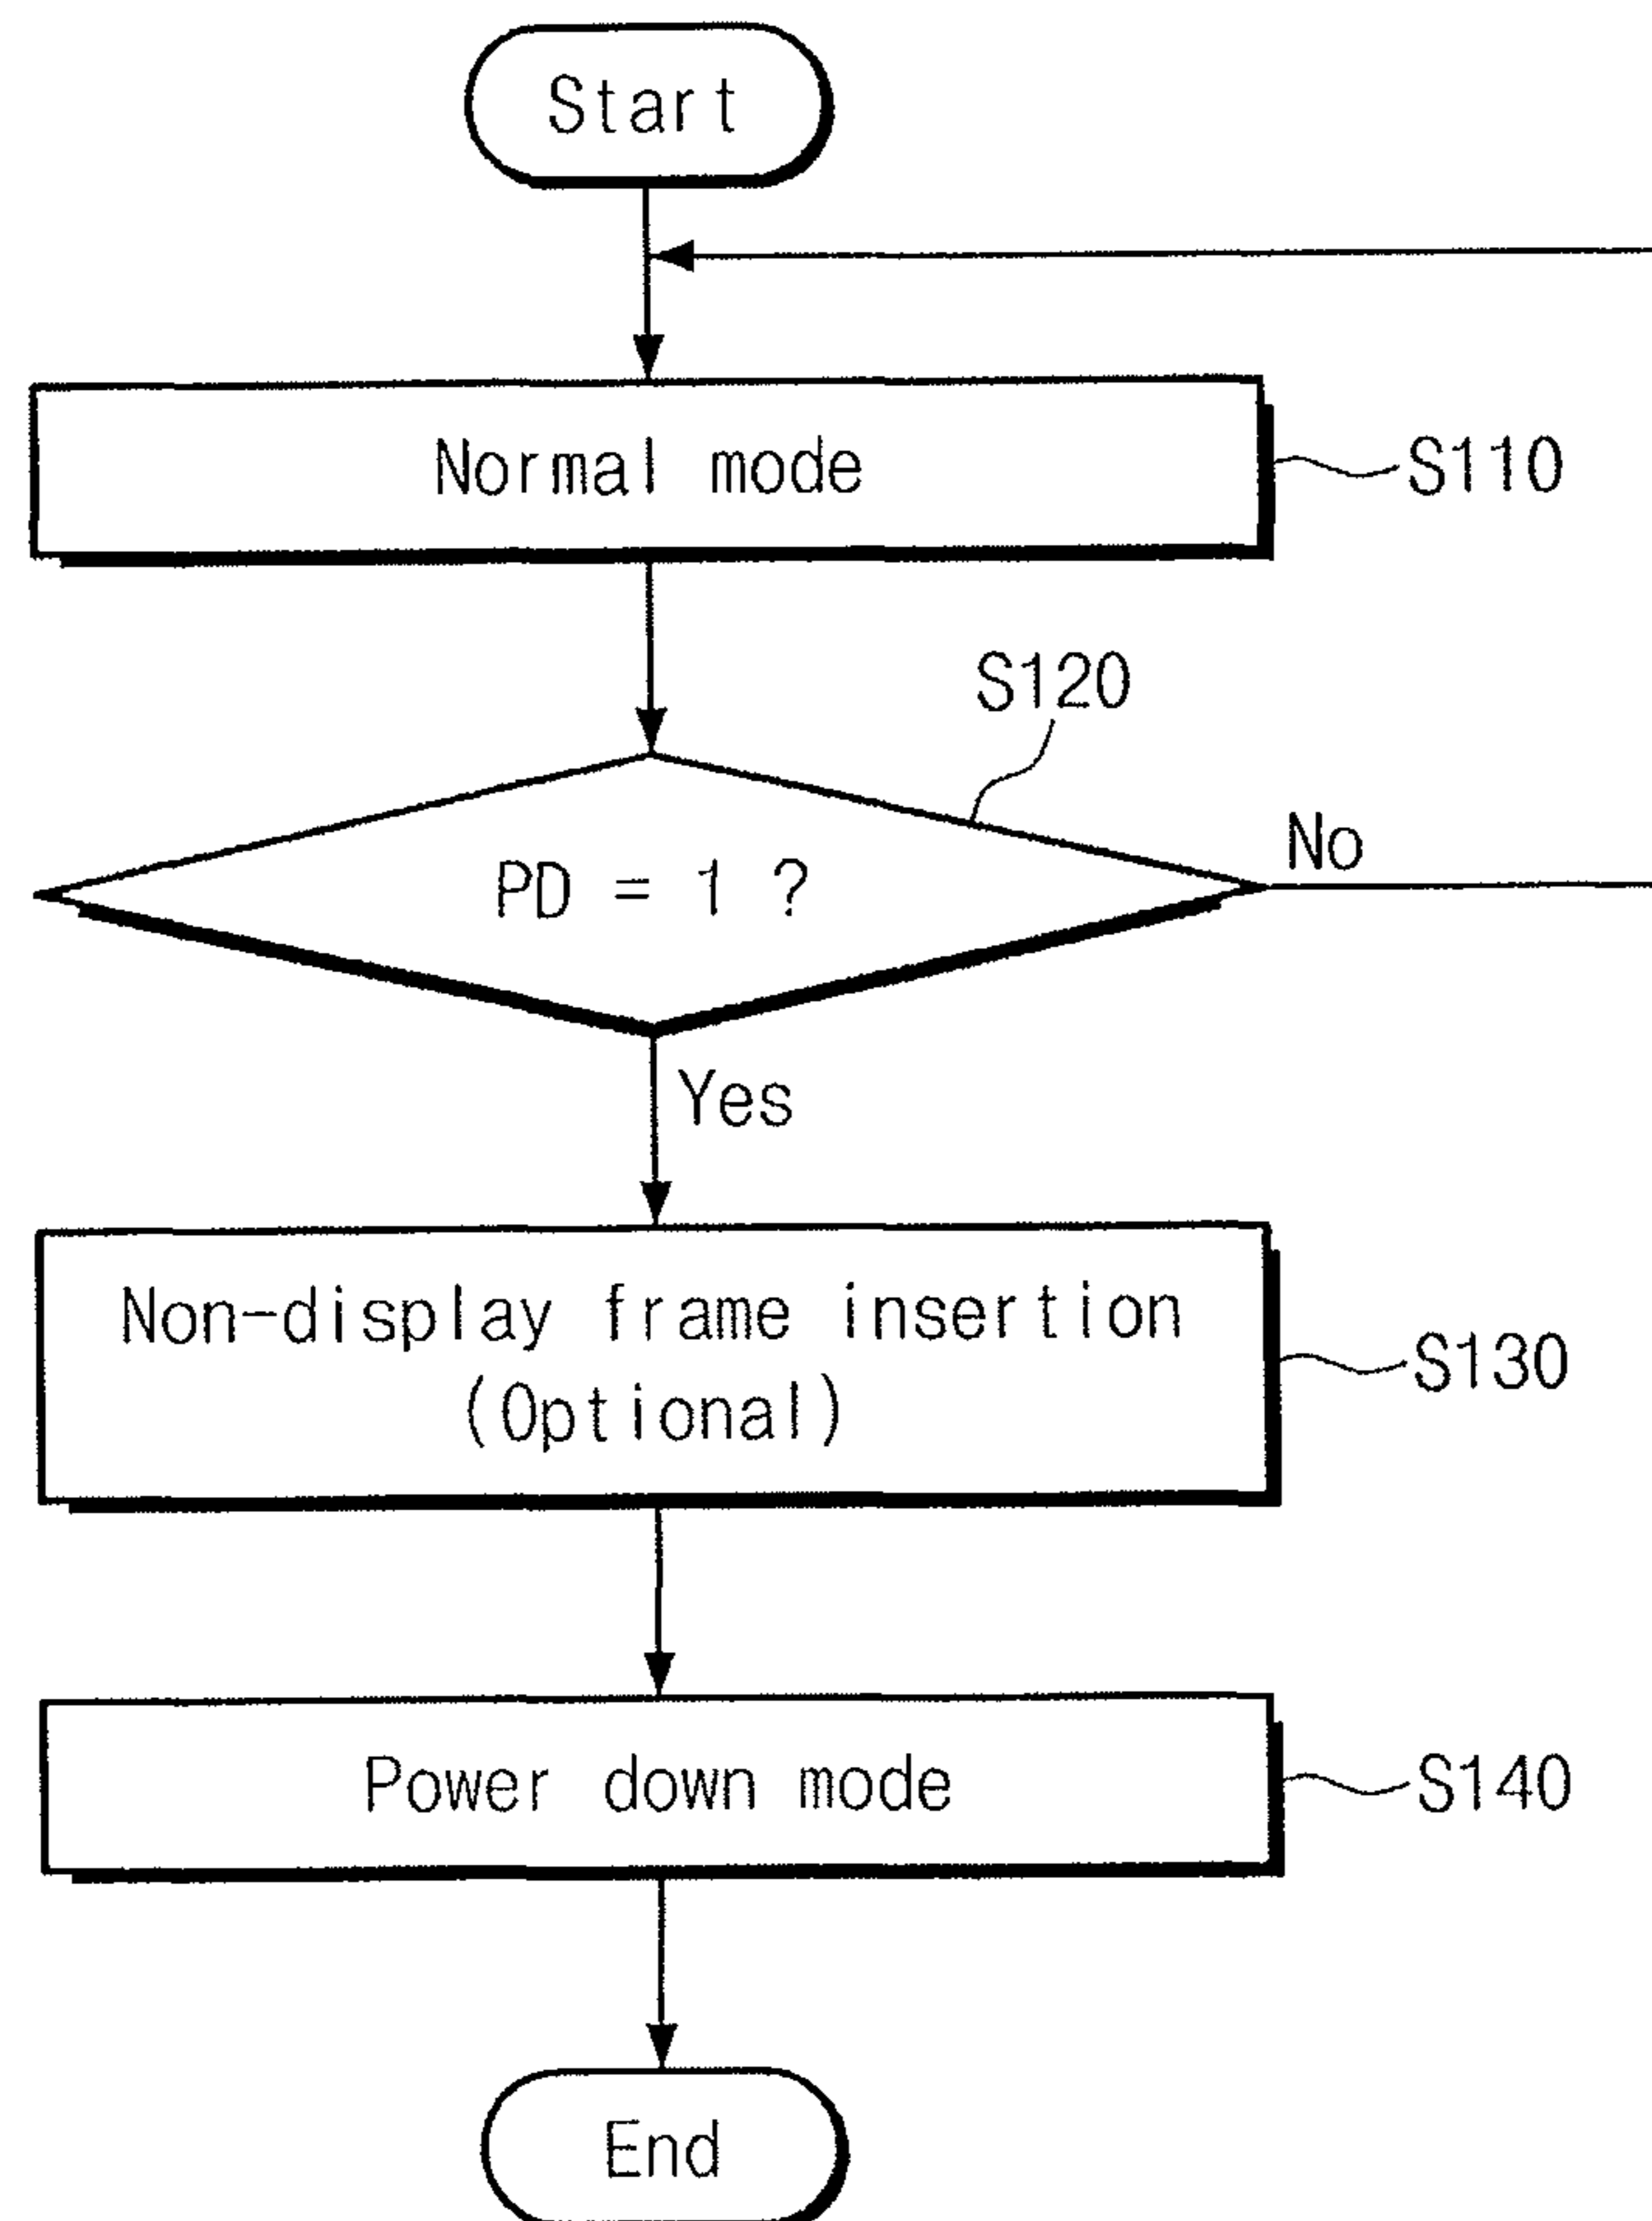 Start
Normal mode
S110
S120
PD = 1 ?
No
Yes
Non-display frame insertion
(Optional)
S130
Power down mode
S140
End